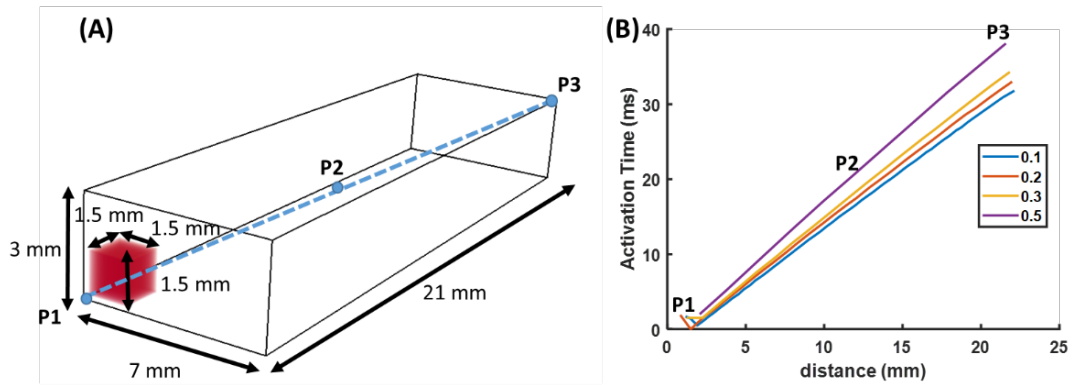 (A)
P3
P2
1.5 mm
1.5 mm
3 mm
1.5 mm
P1
21 mm
7 mm
(B)
40
30
20
10
0
Activation Time (ms)
P3
P2
P1
0.1
0.2
0.3
0.5
0 5 10 15 20 25
distance (mm)